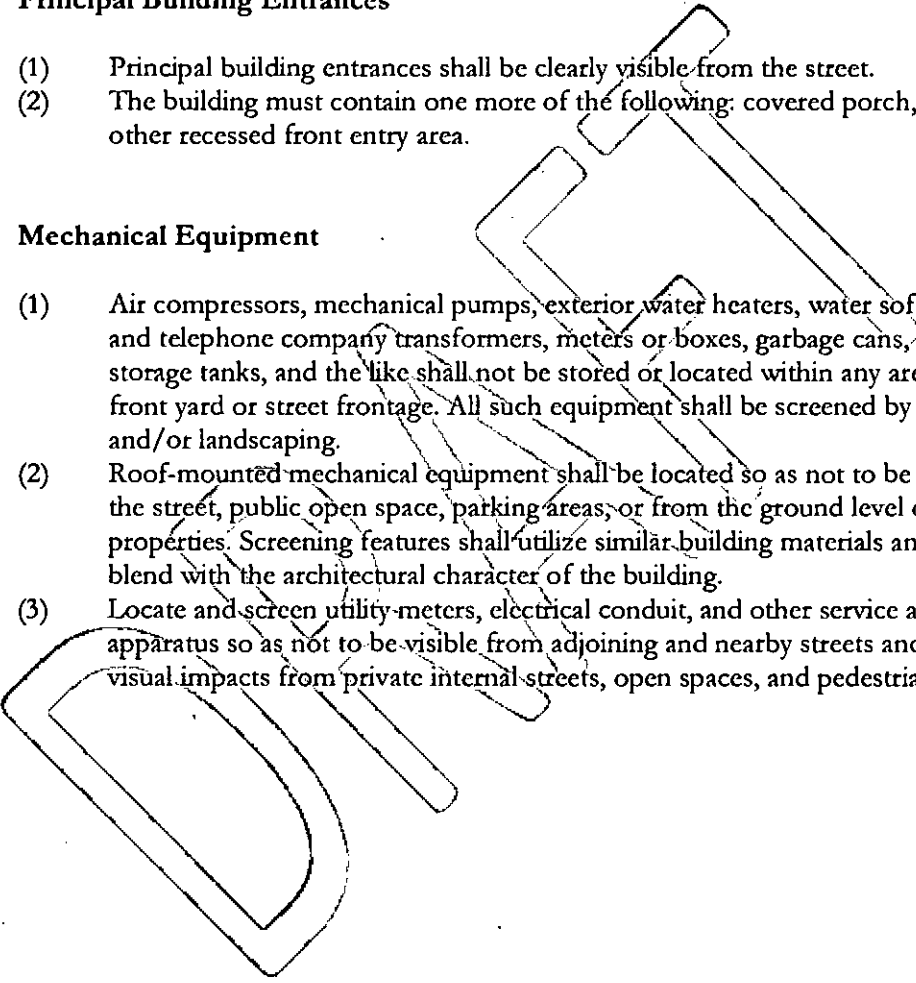 Principal Building Entrances
(1) Principal building entrances shall be clearly visible from the street.
(2) The building must contain one more of the following: covered porch,
other recessed front entry area.
Mechanical Equipment
(1) Air compressors, mechanical pumps, exterior water heaters, water sof
and telephone company transformers, meters or boxes, garbage cans,
storage tanks, and the like shall not be stored or located within any are
front yard or street frontage. All such equipment shall be screened by
and/or landscaping.
(2) Roof-mounted mechanical equipment shall be located so as not to be
the street, public open space, parking areas, or from the ground level o
properties. Screening features shall utilize similar building materials an
blend with the architectural character of the building.
(3) Locate and screen utility meters, electrical conduit, and other service a
apparatus so as not to be visible from adjoining and nearby streets and
visual impacts from private internal streets, open spaces, and pedestria
DRAFT